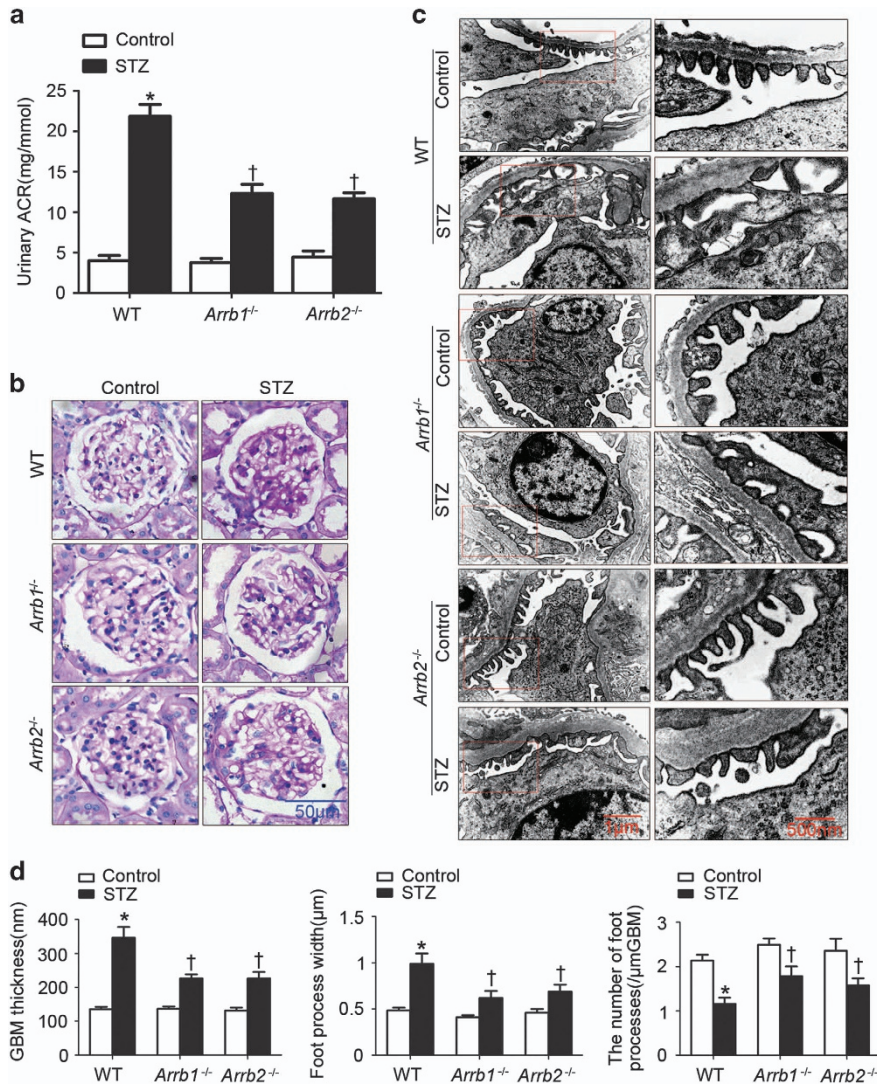 a
Control
STZ
Urinary ACR(mg/mmol)
25
20
15
10
5
0
*
†
†
WT
Arrb1-/-
Arrb2-/-
b
Control
STZ
WT
Arrb1-/-
Arrb2-/-
50μm
c
WT
Control
STZ
Arrb1-/-
Control
STZ
Arrb2-/-
Control
STZ
1μm
500nm
d
Control
STZ
GBM thickness(nm)
400
300
200
100
0
*
†
†
WT
Arrb1-/-
Arrb2-/-
Control
STZ
Foot process width(μm)
1.5
1
0.5
0
*
†
†
WT
Arrb1-/-
Arrb2-/-
Control
STZ
The number of foot
processes(/μmGBM)
3
2
1
0
*
†
†
WT
Arrb1-/-
Arrb2-/-